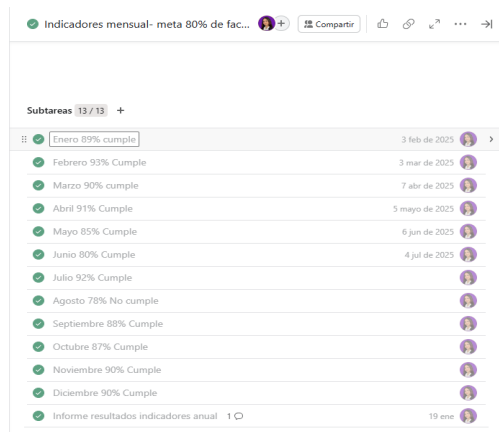 Indicadores mensual- meta 80% de fac... Compartir
Subtareas 13 / 13 +
Enero 89% cumple 3 feb de 2025
Febrero 93% Cumple 3 mar de 2025
Marzo 90% cumple 7 abr de 2025
Abril 91% Cumple 5 mayo de 2025
Mayo 85% Cumple 6 jun de 2025
Junio 80% Cumple 4 jul de 2025
Julio 92% Cumple
Agosto 78% No cumple
Septiembre 88% Cumple
Octubre 87% Cumple
Noviembre 90% Cumple
Diciembre 90% Cumple
Informe resultados indicadores anual 1 19 ene